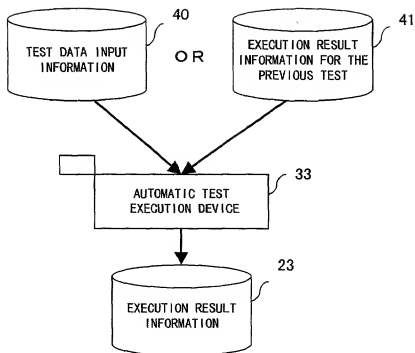 40
41
TEST DATA INPUT
INFORMATION
OR
EXECUTION RESULT
INFORMATION FOR THE
PREVIOUS TEST
33
AUTOMATIC TEST
EXECUTION DEVICE
23
EXECUTION RESULT
INFORMATION